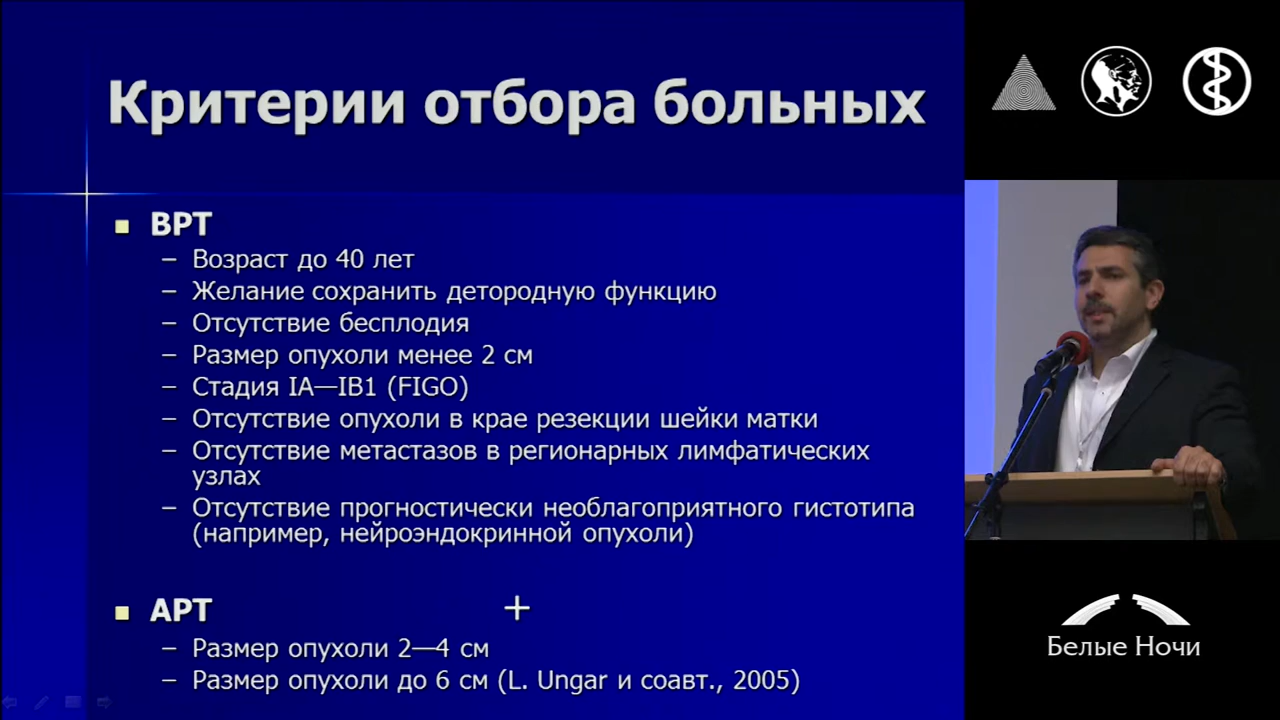 Критерии отбора больных
ВРТ
– Возраст до 40 лет
– Желание сохранить детородную функцию
– Отсутствие бесплодия
– Размер опухоли менее 2 см
– Стадия IA—IB1 (FIGO)
– Отсутствие опухоли в крае резекции шейки матки
– Отсутствие метастазов в регионарных лимфатических
узлах
– Отсутствие прогностически необлагоприятного гистотипа
(например, нейроэндокринной опухоли)
АРТ +
– Размер опухоли 2—4 см
– Размер опухоли до 6 см (L. Ungar и соавт., 2005)
Белые Ночи